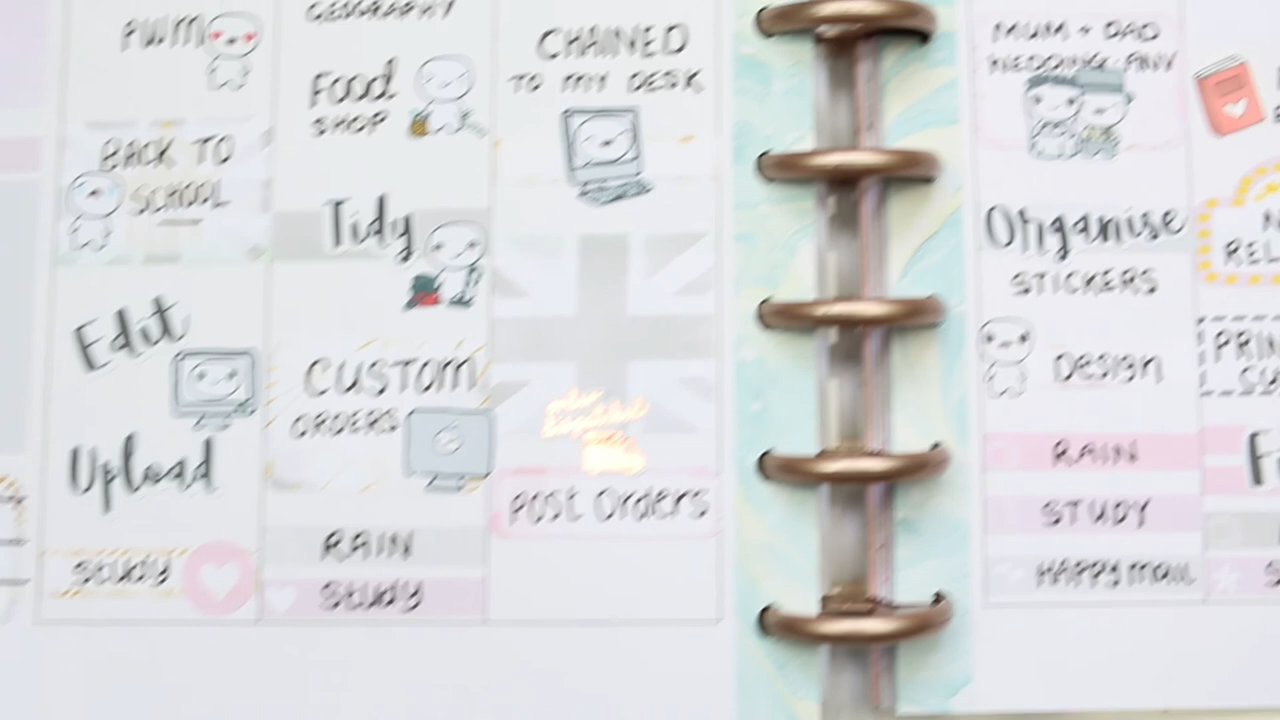 PWM
BACK TO
SCHOOL
Edit
Upload
Study
GEOGRAPHY
Food
SHOP
Tidy
CUSTOM
ORDERS
RAIN
Study
CHAINED
TO MY DESK
Post Orders
MUM + DAD
WEDDING ANV
Organise
STICKERS
Design
RAIN
STUDY
HAPPY MAIL